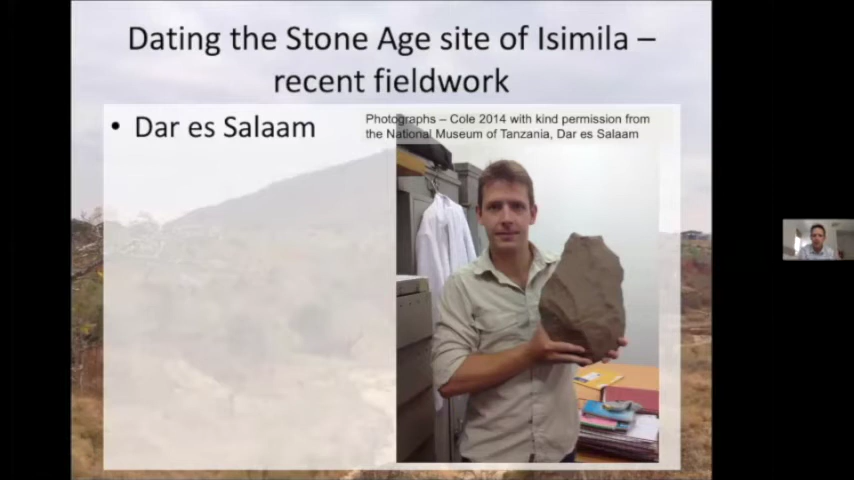 Dating the Stone Age site of Isimila –
recent fieldwork
• Dar es Salaam
Photographs – Cole 2014 with kind permission from
the National Museum of Tanzania, Dar es Salaam